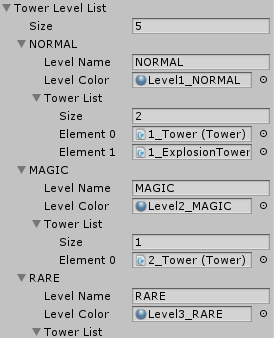 Tower Level List
Size 5
NORMAL
Level Name NORMAL
Level Color Level1_NORMAL
Tower List
Size 2
Element 0 1_Tower (Tower)
Element 1 1_ExplosionTower
MAGIC
Level Name MAGIC
Level Color Level2_MAGIC
Tower List
Size 1
Element 0 2_Tower (Tower)
RARE
Level Name RARE
Level Color Level3_RARE
Tower List